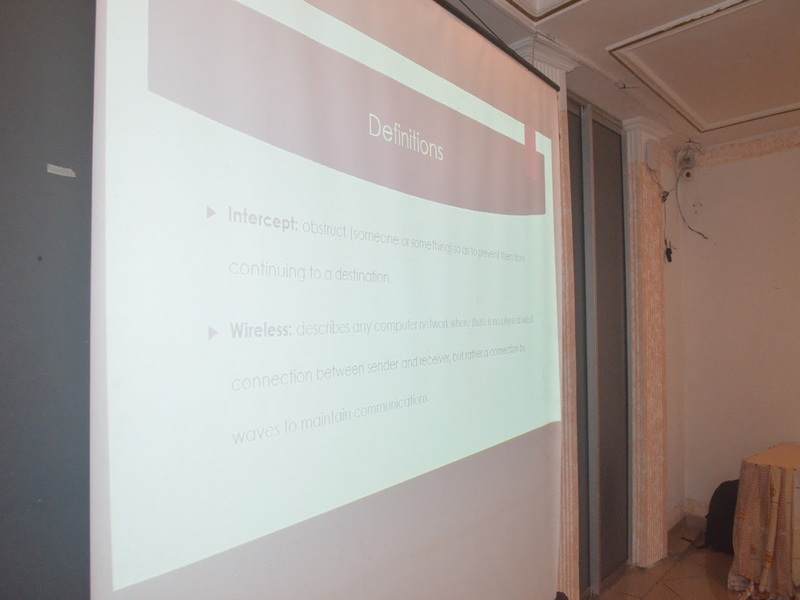 Definitions
Intercept: obstruct (someone or something) so as to prevent them from
continuing to a destination.
Wireless: describes any computer network where there is no physical wired
connection between sender and receiver, but rather a connection by
waves to maintain communications.